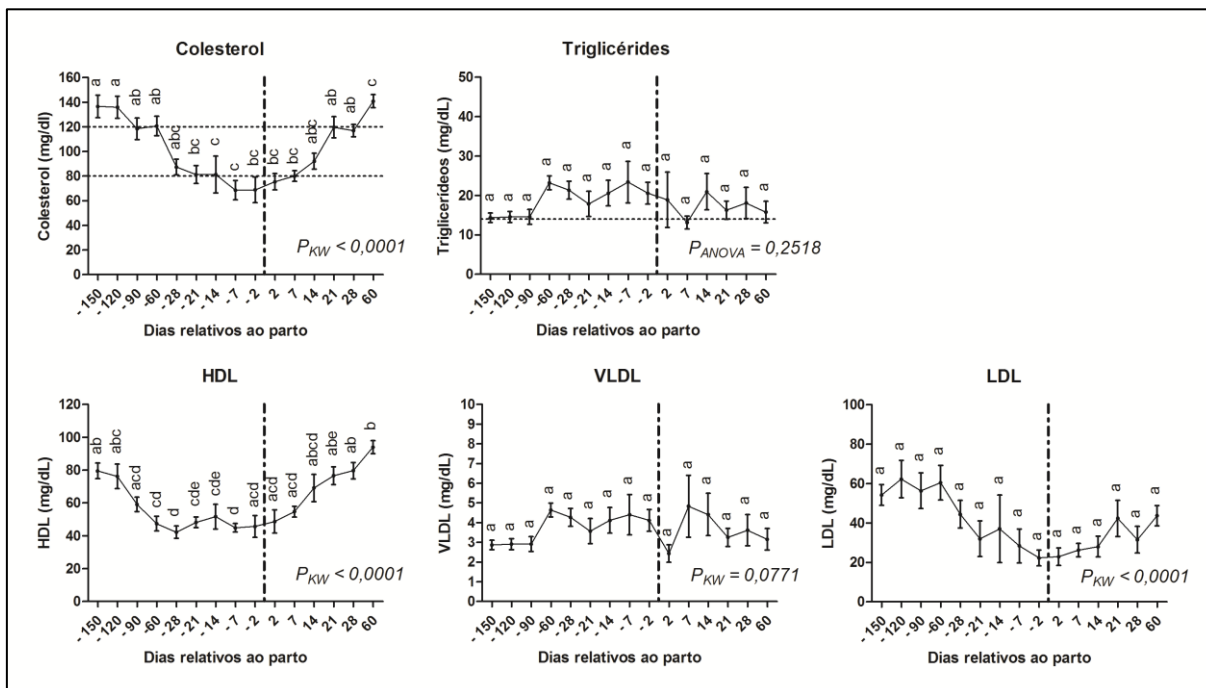 Colesterol
Colesterol (mg/dl)
160
140
120
100
80
60
40
20
0
a a ab ab abc bc c c bc bc bc abc ab ab c
P_KW < 0,0001
- 150 - 120 - 90 - 60 - 28 - 21 - 14 - 7 - 2 2 7 14 21 28 60
Dias relativos ao parto
Triglicérides
Triglicerídeos (mg/dL)
50
40
30
20
10
0
a a a a a a a a a a a a a a a
P_ANOVA = 0,2518
- 150 - 120 - 90 - 60 - 28 - 21 - 14 - 7 - 2 2 7 14 21 28 60
Dias relativos ao parto
HDL
HDL (mg/dL)
120
100
80
60
40
20
0
ab abc acd cd d cde cde d acd acd acd abcd abe ab b
P_KW < 0,0001
- 150 - 120 - 90 - 60 - 28 - 21 - 14 - 7 - 2 2 7 14 21 28 60
Dias relativos ao parto
VLDL
VLDL (mg/dL)
10
9
8
7
6
5
4
3
2
1
0
a a a a a a a a a a a a a a a
P_KW = 0,0771
- 150 - 120 - 90 - 60 - 28 - 21 - 14 - 7 - 2 2 7 14 21 28 60
Dias relativos ao parto
LDL
LDL (mg/dL)
100
80
60
40
20
0
a a a a a a a a a a a a a a a
P_KW < 0,0001
- 150 - 120 - 90 - 60 - 28 - 21 - 14 - 7 - 2 2 7 14 21 28 60
Dias relativos ao parto